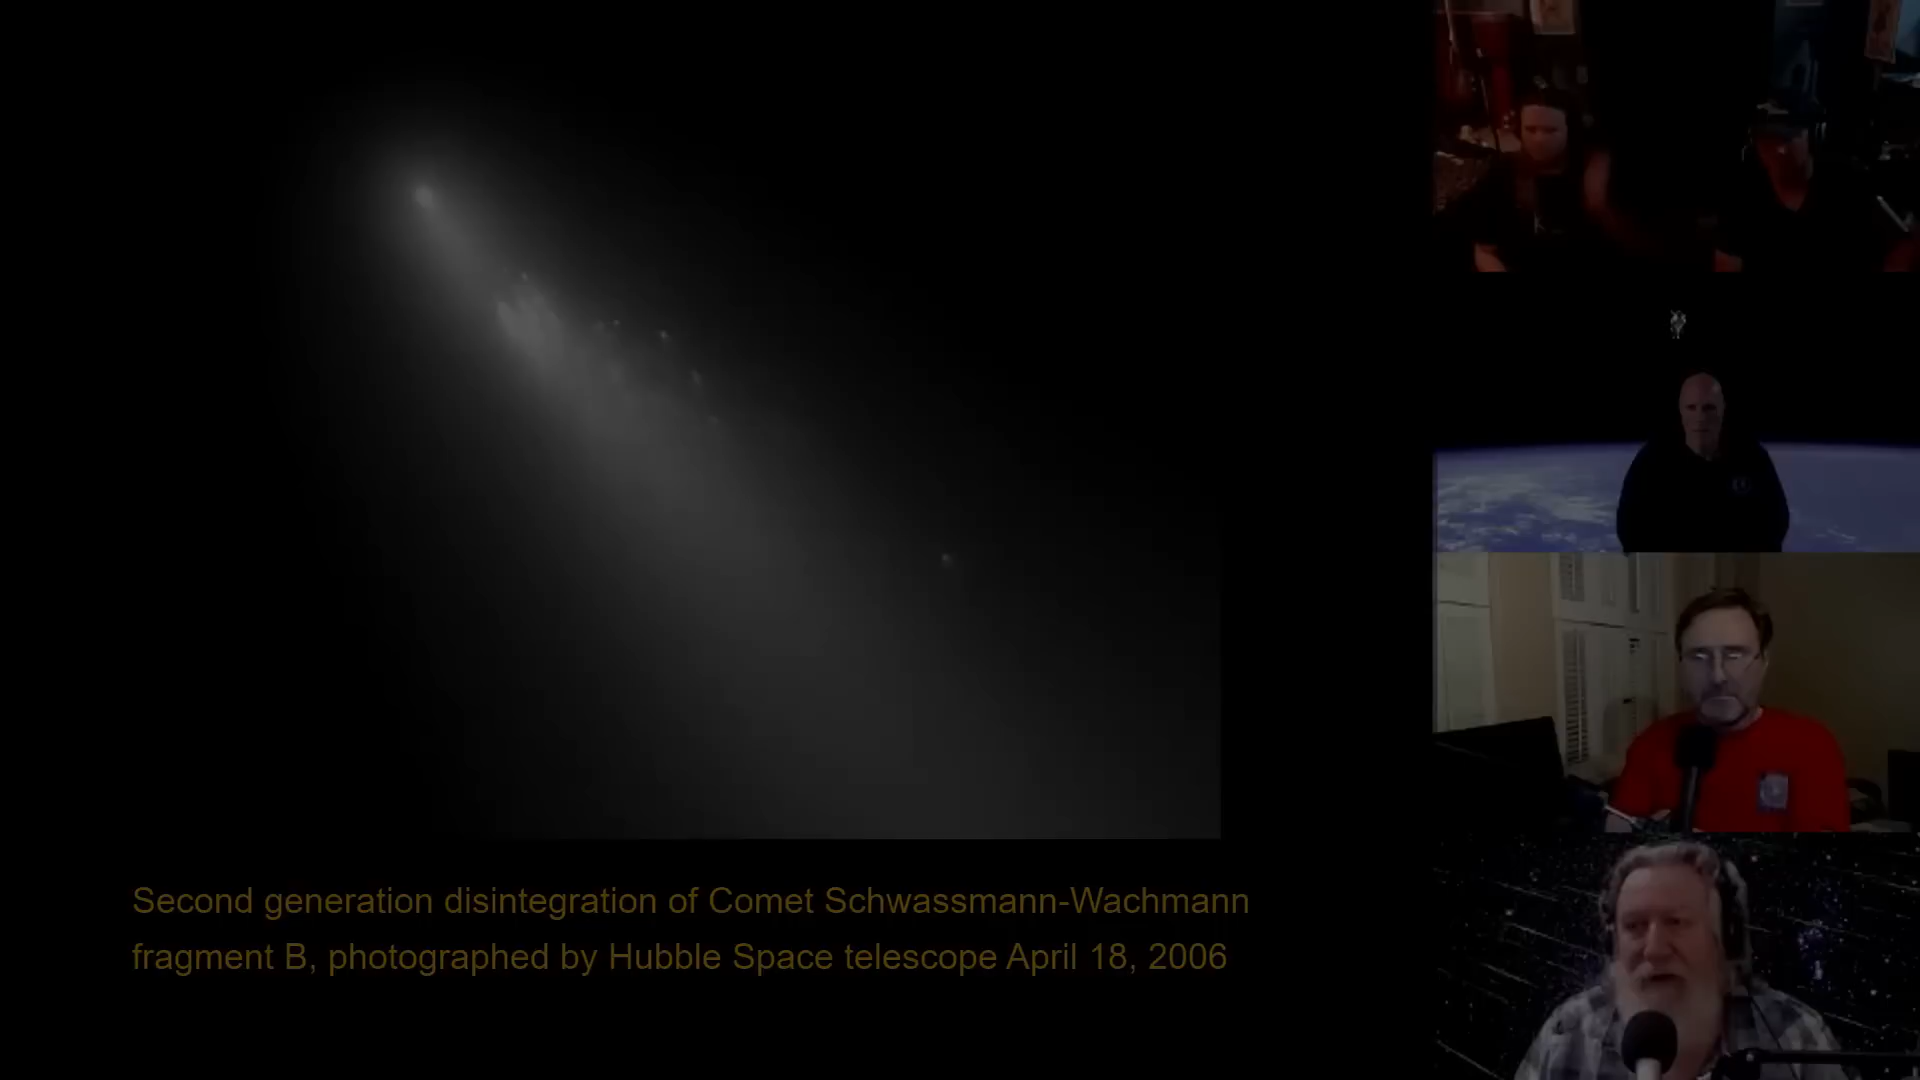 Second generation disintegration of Comet Schwassmann-Wachmann
fragment B, photographed by Hubble Space telescope April 18, 2006